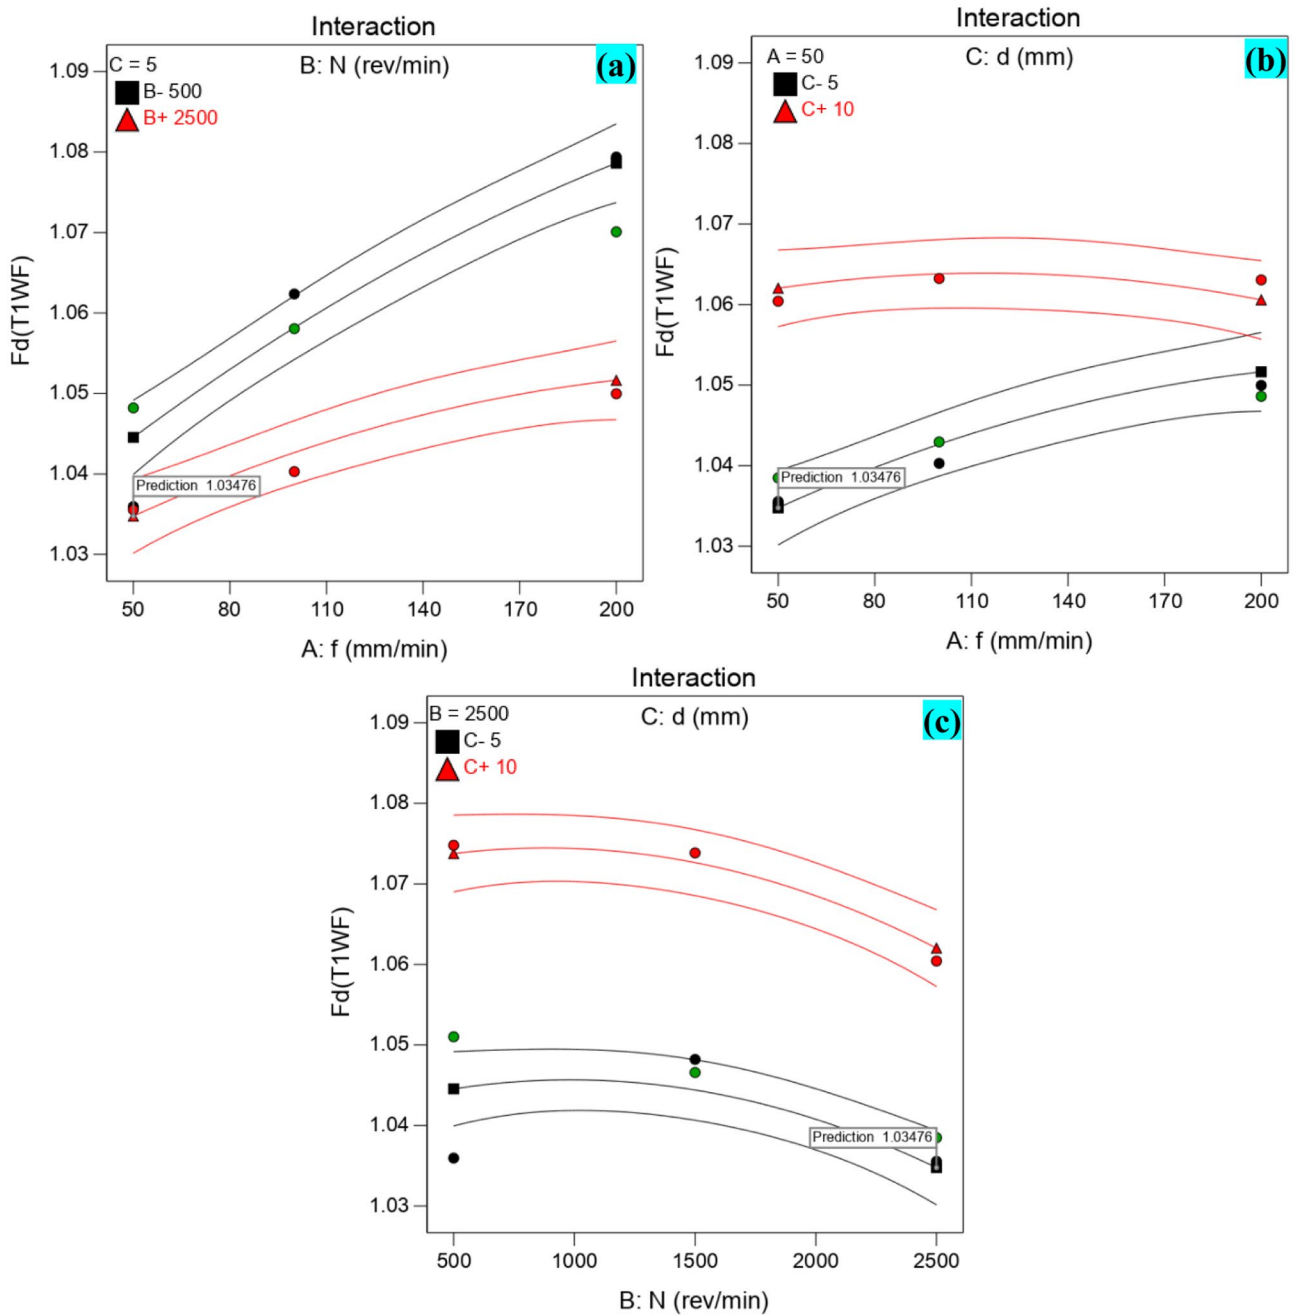 Interaction
C = 5
B: N (rev/min)
(a)
B- 500
B+ 2500
1.09
1.08
1.07
1.06
1.05
1.04
1.03
Fd(T1WF)
Prediction 1.03476
50 80 110 140 170 200
A: f (mm/min)
Interaction
A = 50
C: d (mm)
(b)
C- 5
C+ 10
1.09
1.08
1.07
1.06
1.05
1.04
1.03
Fd(T1WF)
Prediction 1.03476
50 80 110 140 170 200
A: f (mm/min)
Interaction
B = 2500
C: d (mm)
(c)
C- 5
C+ 10
1.09
1.08
1.07
1.06
1.05
1.04
1.03
Fd(T1WF)
Prediction 1.03476
500 1000 1500 2000 2500
B: N (rev/min)